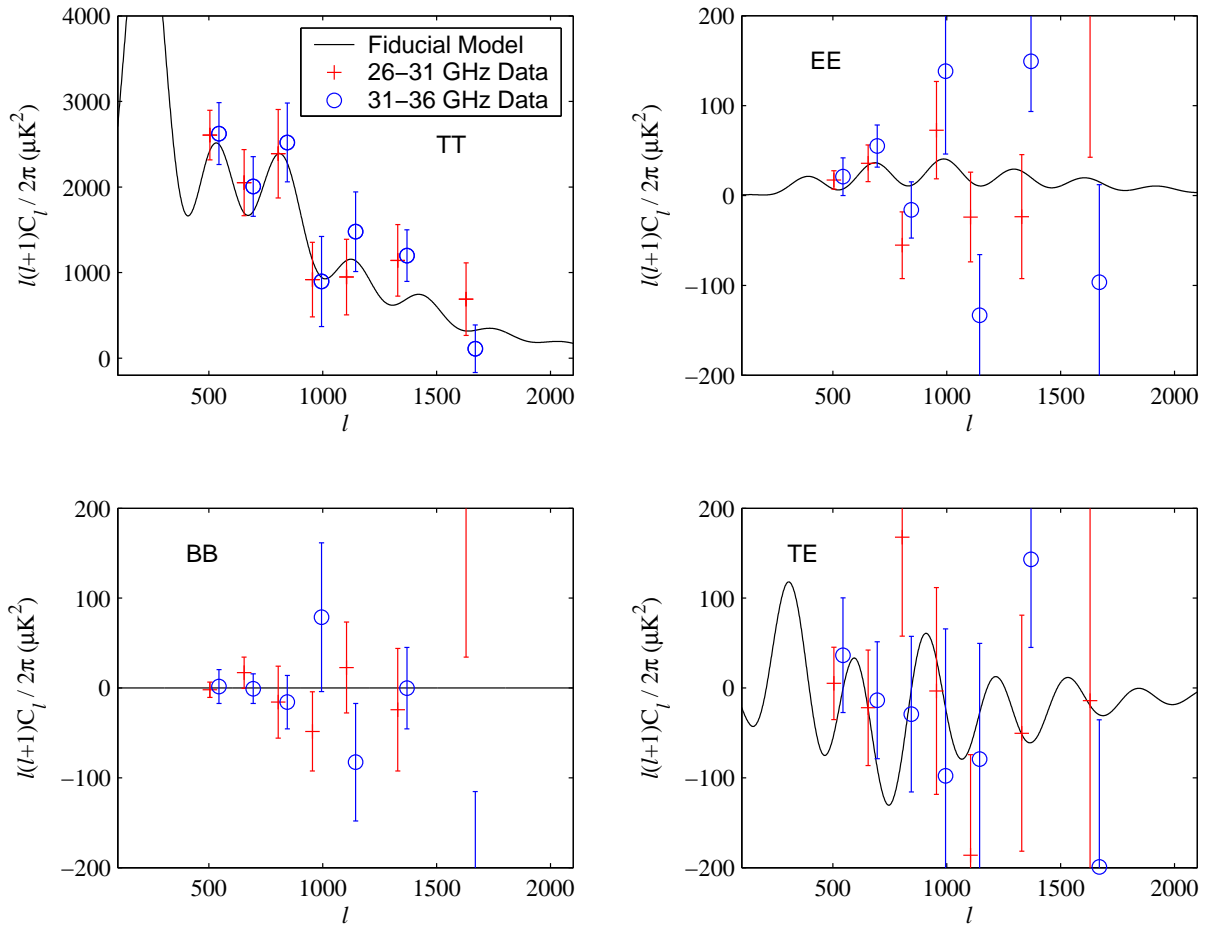 4000
3000
2000
1000
0
l(l+1)C_l / 2π (μK²)
Fiducial Model
26−31 GHz Data
31−36 GHz Data
TT
500 1000 1500 2000
l
200
100
0
−100
−200
l(l+1)C_l / 2π (μK²)
EE
500 1000 1500 2000
l
200
100
0
−100
−200
l(l+1)C_l / 2π (μK²)
BB
500 1000 1500 2000
l
200
100
0
−100
−200
l(l+1)C_l / 2π (μK²)
TE
500 1000 1500 2000
l